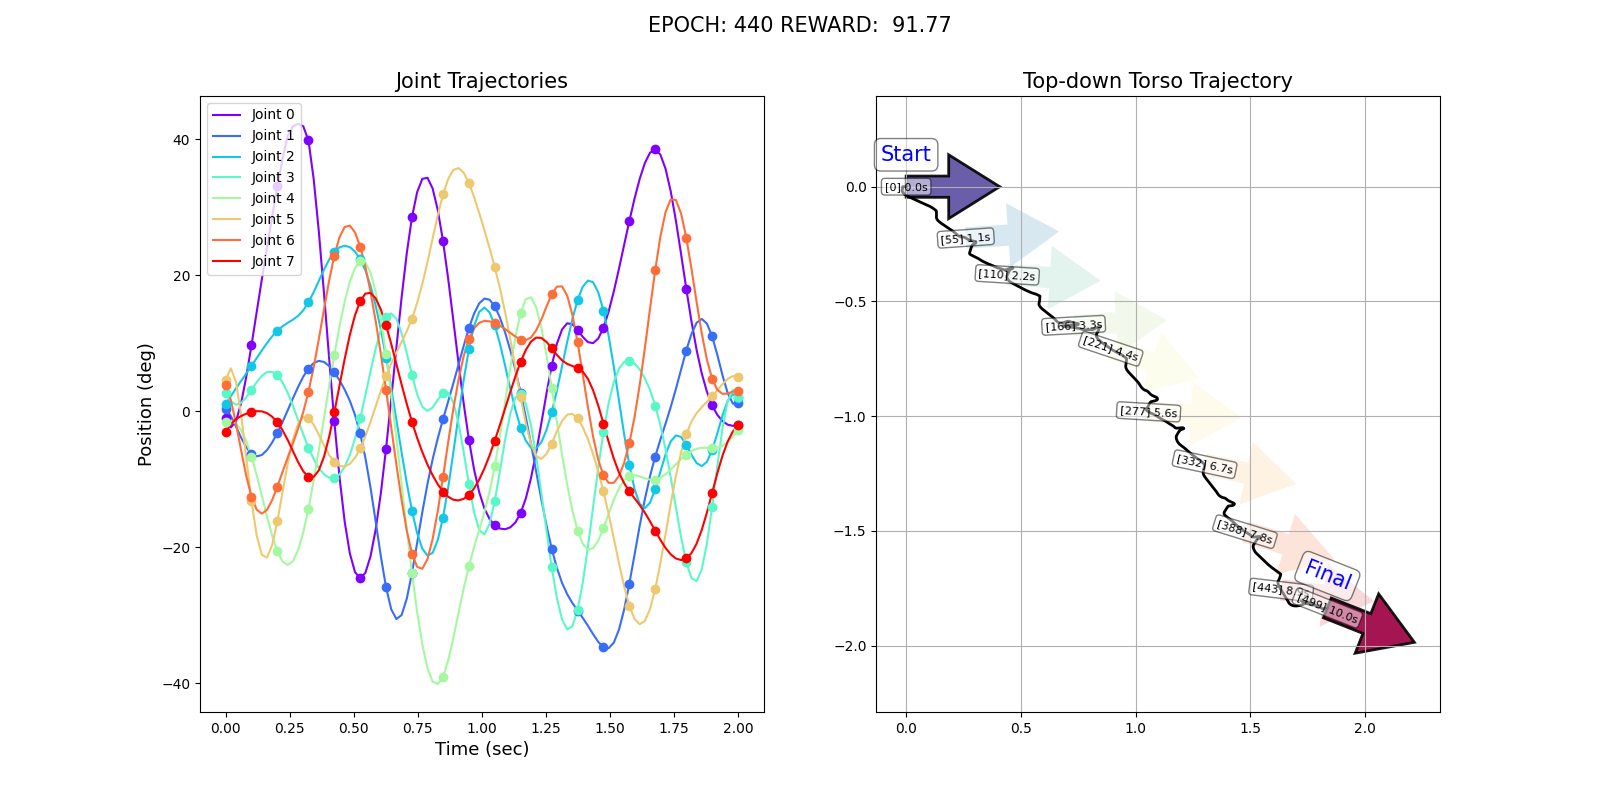 EPOCH: 440 REWARD:  91.77
Joint Trajectories
Position (deg)
40
20
0
−20
−40
Joint 0
Joint 1
Joint 2
Joint 3
Joint 4
Joint 5
Joint 6
Joint 7
0.00 0.25 0.50 0.75 1.00 1.25 1.50 1.75 2.00
Time (sec)
Top-down Torso Trajectory
0.0
−0.5
−1.0
−1.5
−2.0
Start
[0] 0.0s
[55] 1.1s
[110] 2.2s
[166] 3.3s
[221] 4.4s
[277] 5.6s
[332] 6.7s
[388] 7.8s
Final
[443] 8.
[499] 10.0s
0.0 0.5 1.0 1.5 2.0